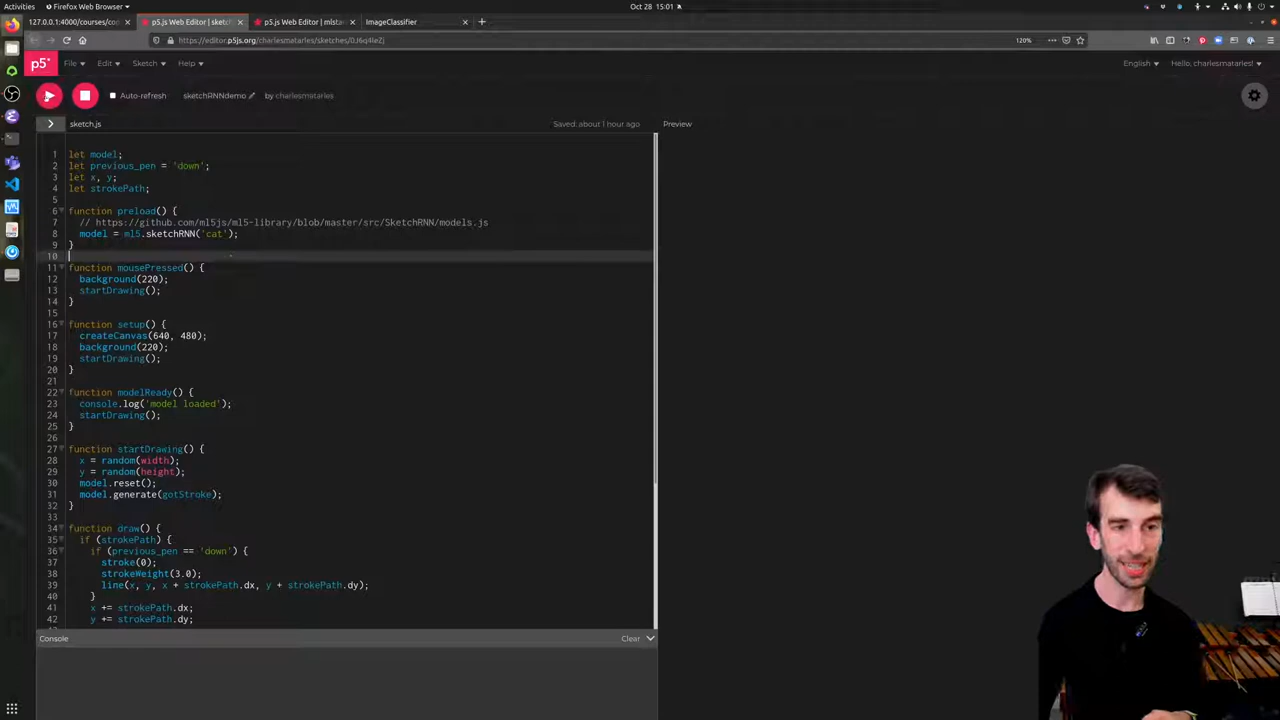 Activities Firefox Web Browser Oct 28 15:01
127.0.0.1:4000/courses/co p5.js Web Editor | sketch p5.js Web Editor | mlsta ImageClassifier
https://editor.p5js.org/charlesmatarles/sketches/0J6q4IeZj 120%
p5* File Edit Sketch Help English Hello, charlesmatarles!
Auto-refresh sketchRNNdemo by charlesmatarles
sketch.js Saved: about 1 hour ago Preview
1 let model;
2 let previous_pen = 'down';
3 let x, y;
4 let strokePath;
5
6 function preload() {
7 // https://github.com/ml5js/ml5-library/blob/master/src/SketchRNN/models.js
8 model = ml5.sketchRNN('cat');
9 }
10
11 function mousePressed() {
12 background(220);
13 startDrawing();
14 }
15
16 function setup() {
17 createCanvas(640, 480);
18 background(220);
19 startDrawing();
20 }
21
22 function modelReady() {
23 console.log('model loaded');
24 startDrawing();
25 }
26
27 function startDrawing() {
28 x = random(width);
29 y = random(height);
30 model.reset();
31 model.generate(gotStroke);
32 }
33
34 function draw() {
35 if (strokePath) {
36 if (previous_pen == 'down') {
37 stroke(0);
38 strokeWeight(3.0);
39 line(x, y, x + strokePath.dx, y + strokePath.dy);
40 }
41 x += strokePath.dx;
42 y += strokePath.dy;
Console Clear